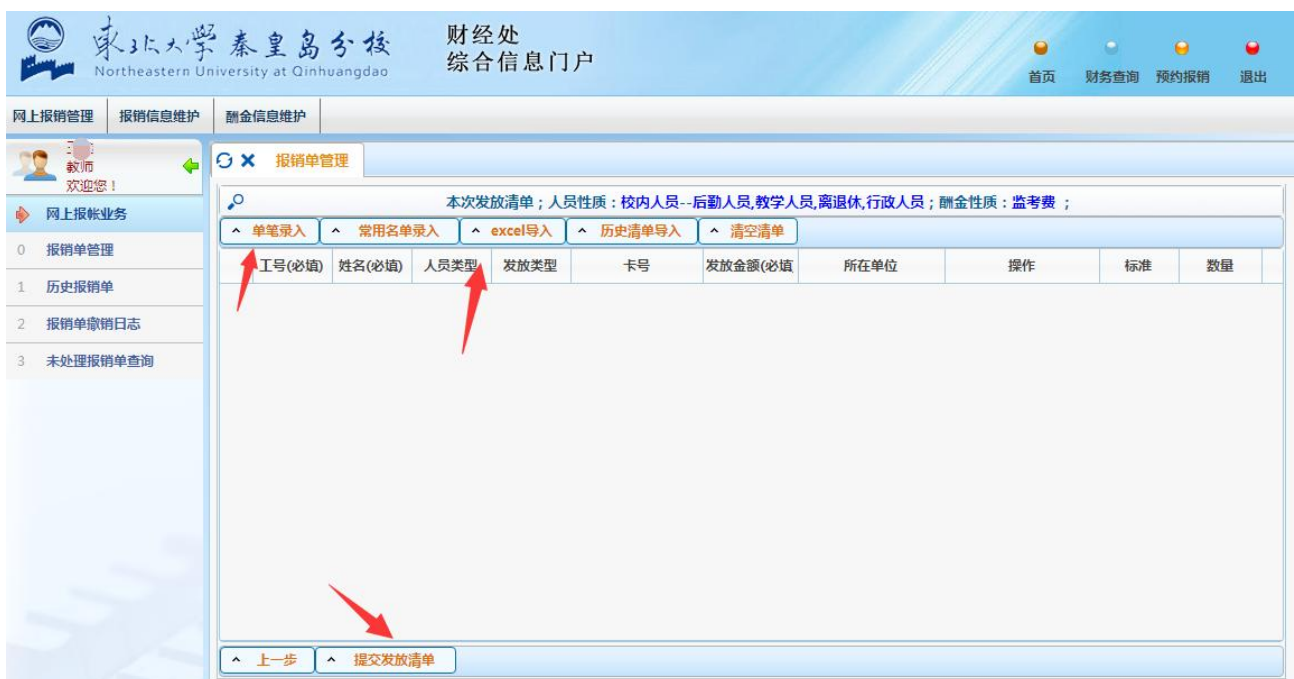 東北大学秦皇岛分校
Northeastern University at Qinhuangdao
财经处
综合信息门户
首页 财务查询 预约报销 退出
网上报销管理 报销信息维护 酬金信息维护
教师
欢迎您！
网上报帐业务
0 报销单管理
1 历史报销单
2 报销单撤销日志
3 未处理报销单查询
报销单管理
本次发放清单；人员性质：校内人员--后勤人员,教学人员,离退休,行政人员；酬金性质：监考费 ；
单笔录入 常用名单录入 excel导入 历史清单导入 清空清单
工号(必填) 姓名(必填) 人员类型 发放类型 卡号 发放金额(必填 所在单位 操作 标准 数量
上一步 提交发放清单